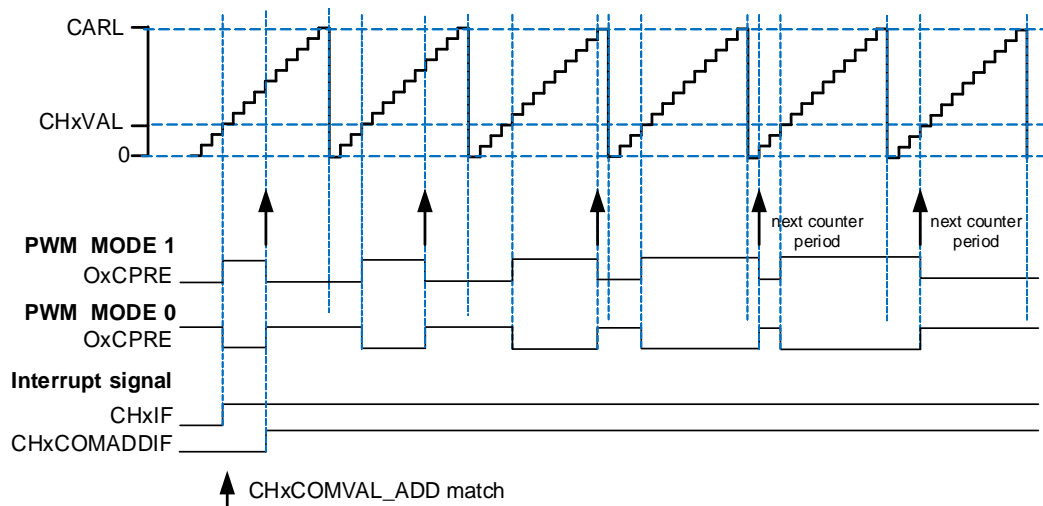 CARL
CHxVAL
0
next counter
period
next counter
period
PWM MODE 1
OxCPRE
PWM MODE 0
OxCPRE
Interrupt signal
CHxIF
CHxCOMADDIF
CHxCOMVAL_ADD match